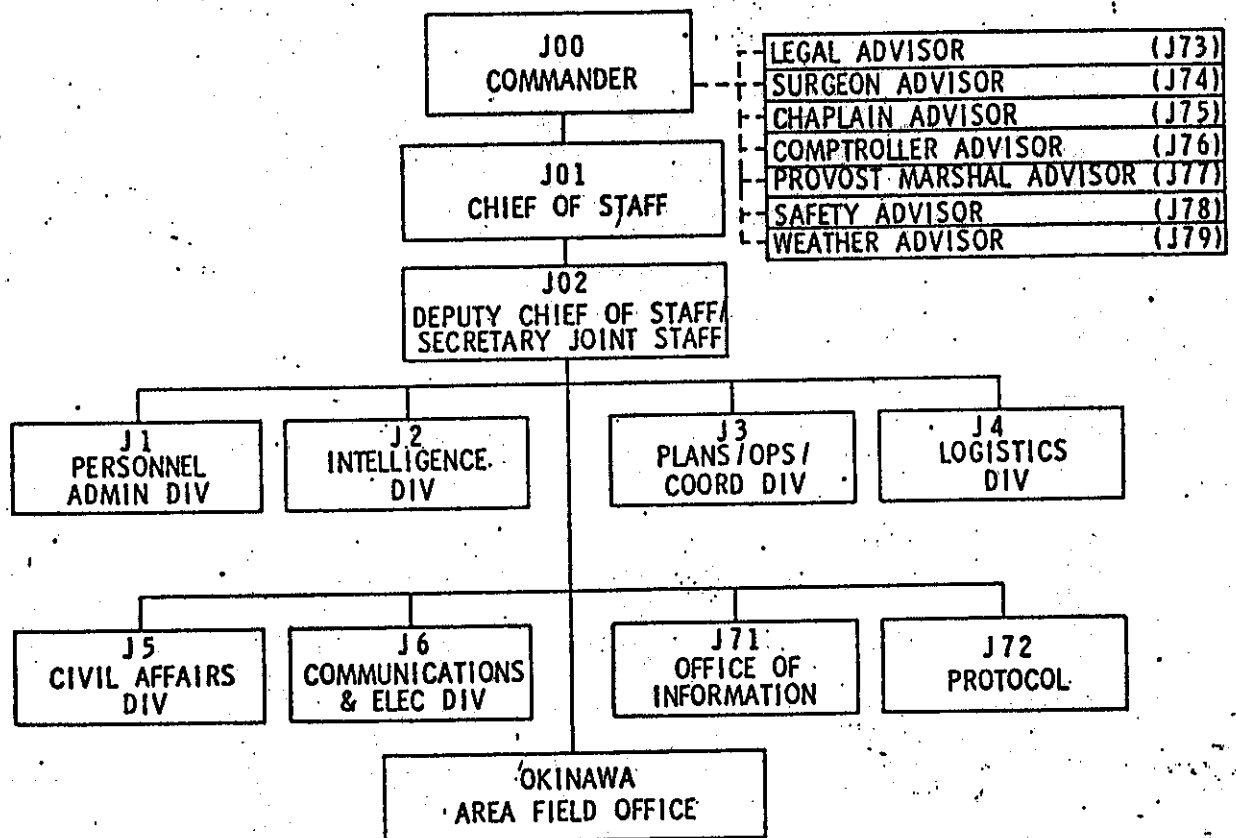 J00
COMMANDER
LEGAL ADVISOR (J73)
SURGEON ADVISOR (J74)
CHAPLAIN ADVISOR (J75)
COMPTROLLER ADVISOR (J76)
PROVOST MARSHAL ADVISOR (J77)
SAFETY ADVISOR (J78)
WEATHER ADVISOR (J79)
J01
CHIEF OF STAFF
J02
DEPUTY CHIEF OF STAFF/
SECRETARY JOINT STAFF
J1
PERSONNEL
ADMIN DIV
J2
INTELLIGENCE
DIV
J3
PLANS/OPS/
COORD DIV
J4
LOGISTICS
DIV
J5
CIVIL AFFAIRS
DIV
J6
COMMUNICATIONS
& ELEC DIV
J71
OFFICE OF
INFORMATION
J72
PROTOCOL
OKINAWA
AREA FIELD OFFICE